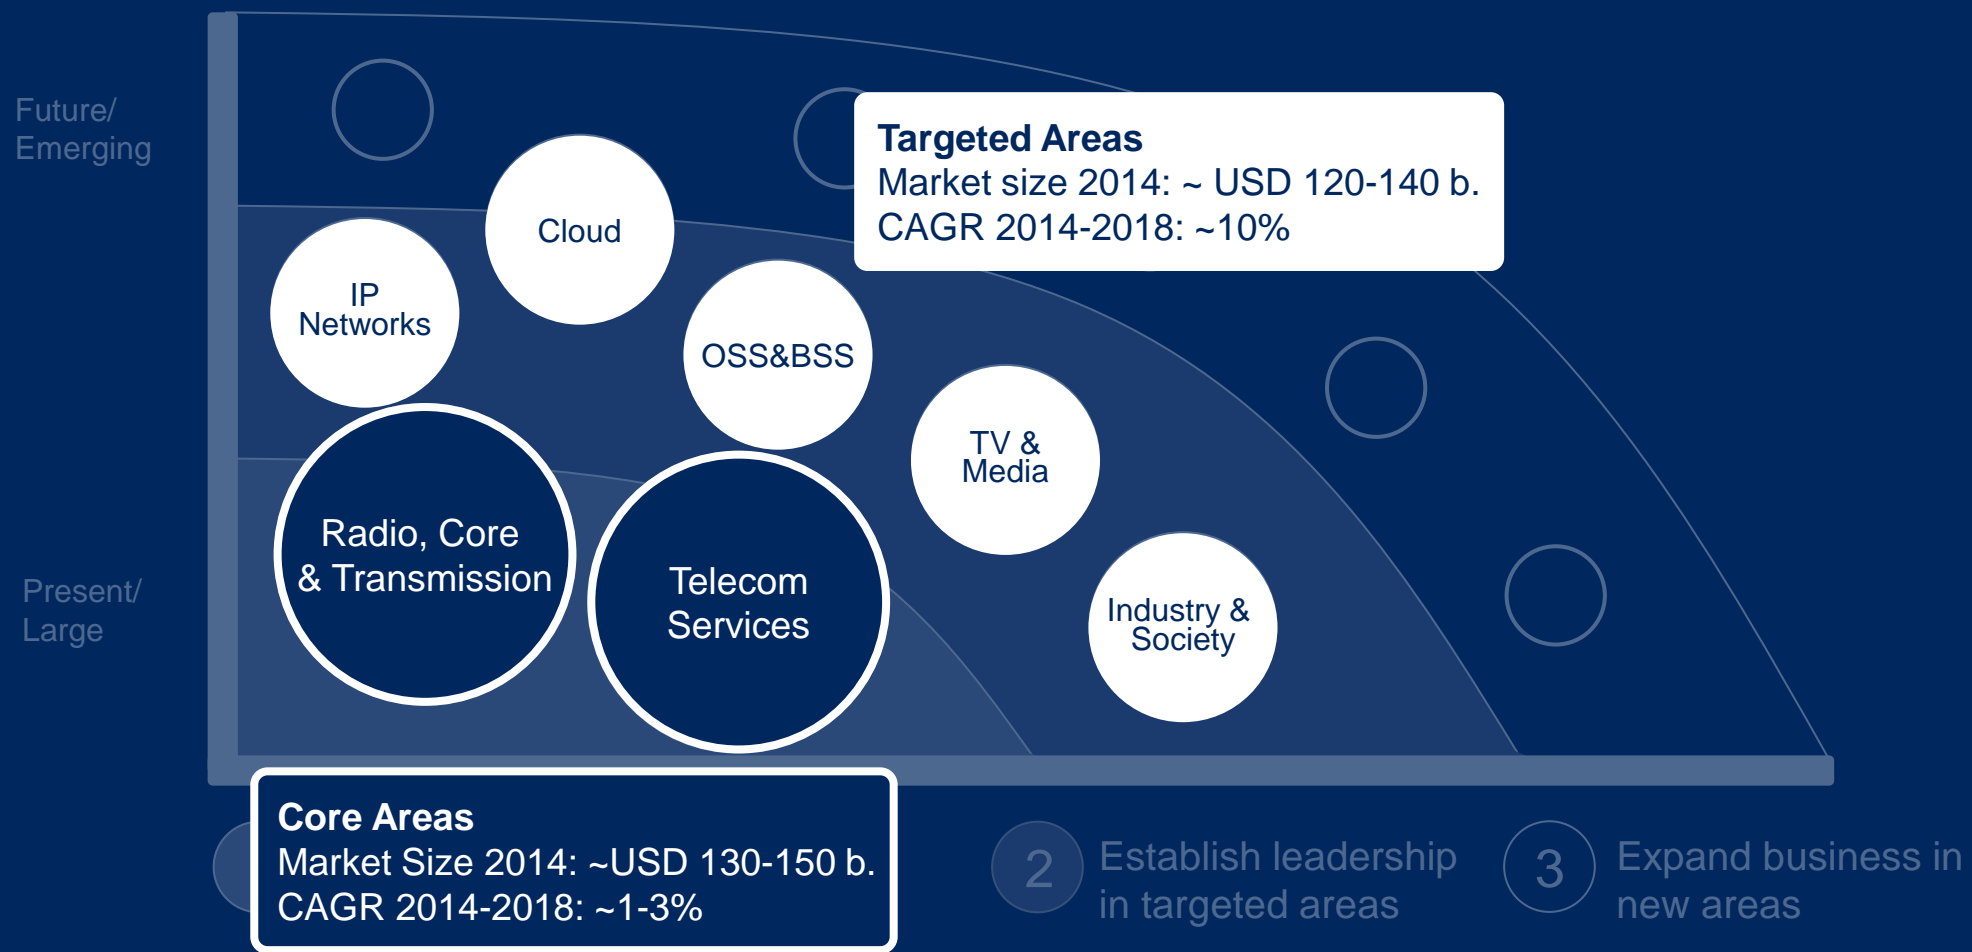 Future/
Emerging
Targeted Areas
Market size 2014: ~ USD 120-140 b.
CAGR 2014-2018: ~10%
Cloud
IP
Networks
OSS&BSS
TV &
Media
Radio, Core
& Transmission
Telecom
Services
Industry &
Society
Present/
Large
Core Areas
Market Size 2014: ~USD 130-150 b.
CAGR 2014-2018: ~1-3%
2
Establish leadership
in targeted areas
3
Expand business in
new areas